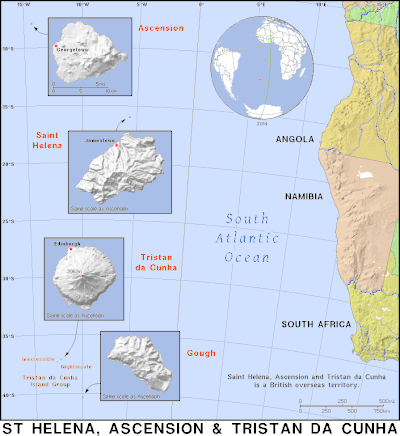 15°W
10°W
5°W
0°
5°E
10°E
Ascension
Georgetown
0 5mi
0 5 10km
10°S
2014
Saint
Helena
Jamestown
Same scale as Ascension
15°S
ANGOLA
20°S
NAMIBIA
25°S
South
Atlantic
Ocean
Edinburgh
Tristan
da Cunha
Same scale as Ascension
30°S
SOUTH AFRICA
35°S
Inaccessible
Nightingale
Tristan da Cunha
Island Group
Gough
Same scale as Ascension
40°S
Saint Helena, Ascension and Tristan da Cunha
is a British overseas territory.
0 250 500mi
0 250 500 750km
ST HELENA, ASCENSION & TRISTAN DA CUNHA